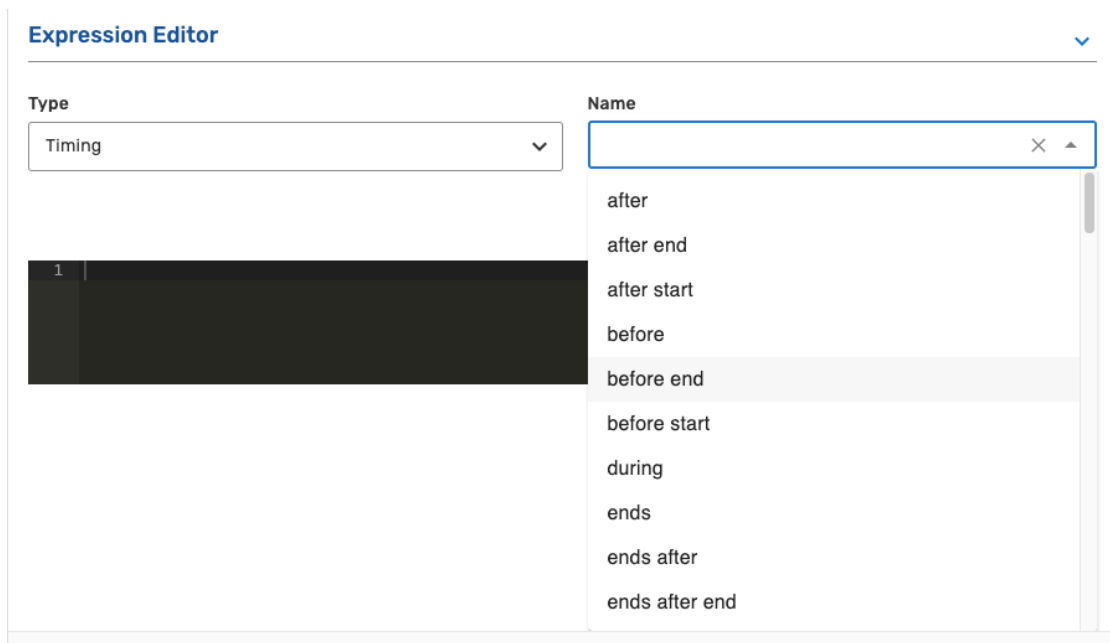 Expression Editor
Type
Name
Timing
after
after end
after start
1
before
before end
before start
during
ends
ends after
ends after end